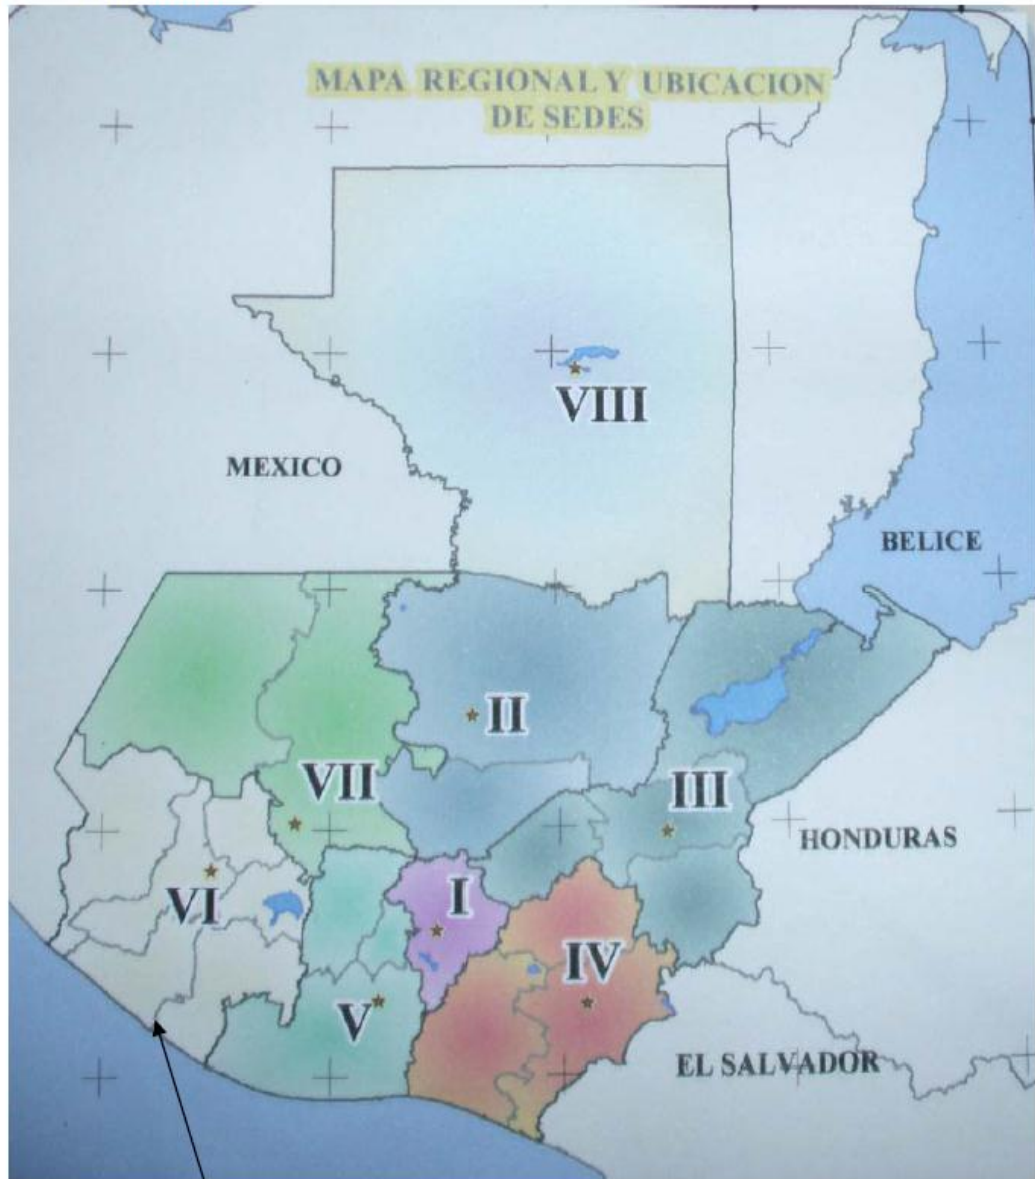 MAPA REGIONAL Y UBICACION
DE SEDES
VIII
MEXICO
BELICE
II
VII
III
HONDURAS
VI
I
IV
V
EL SALVADOR